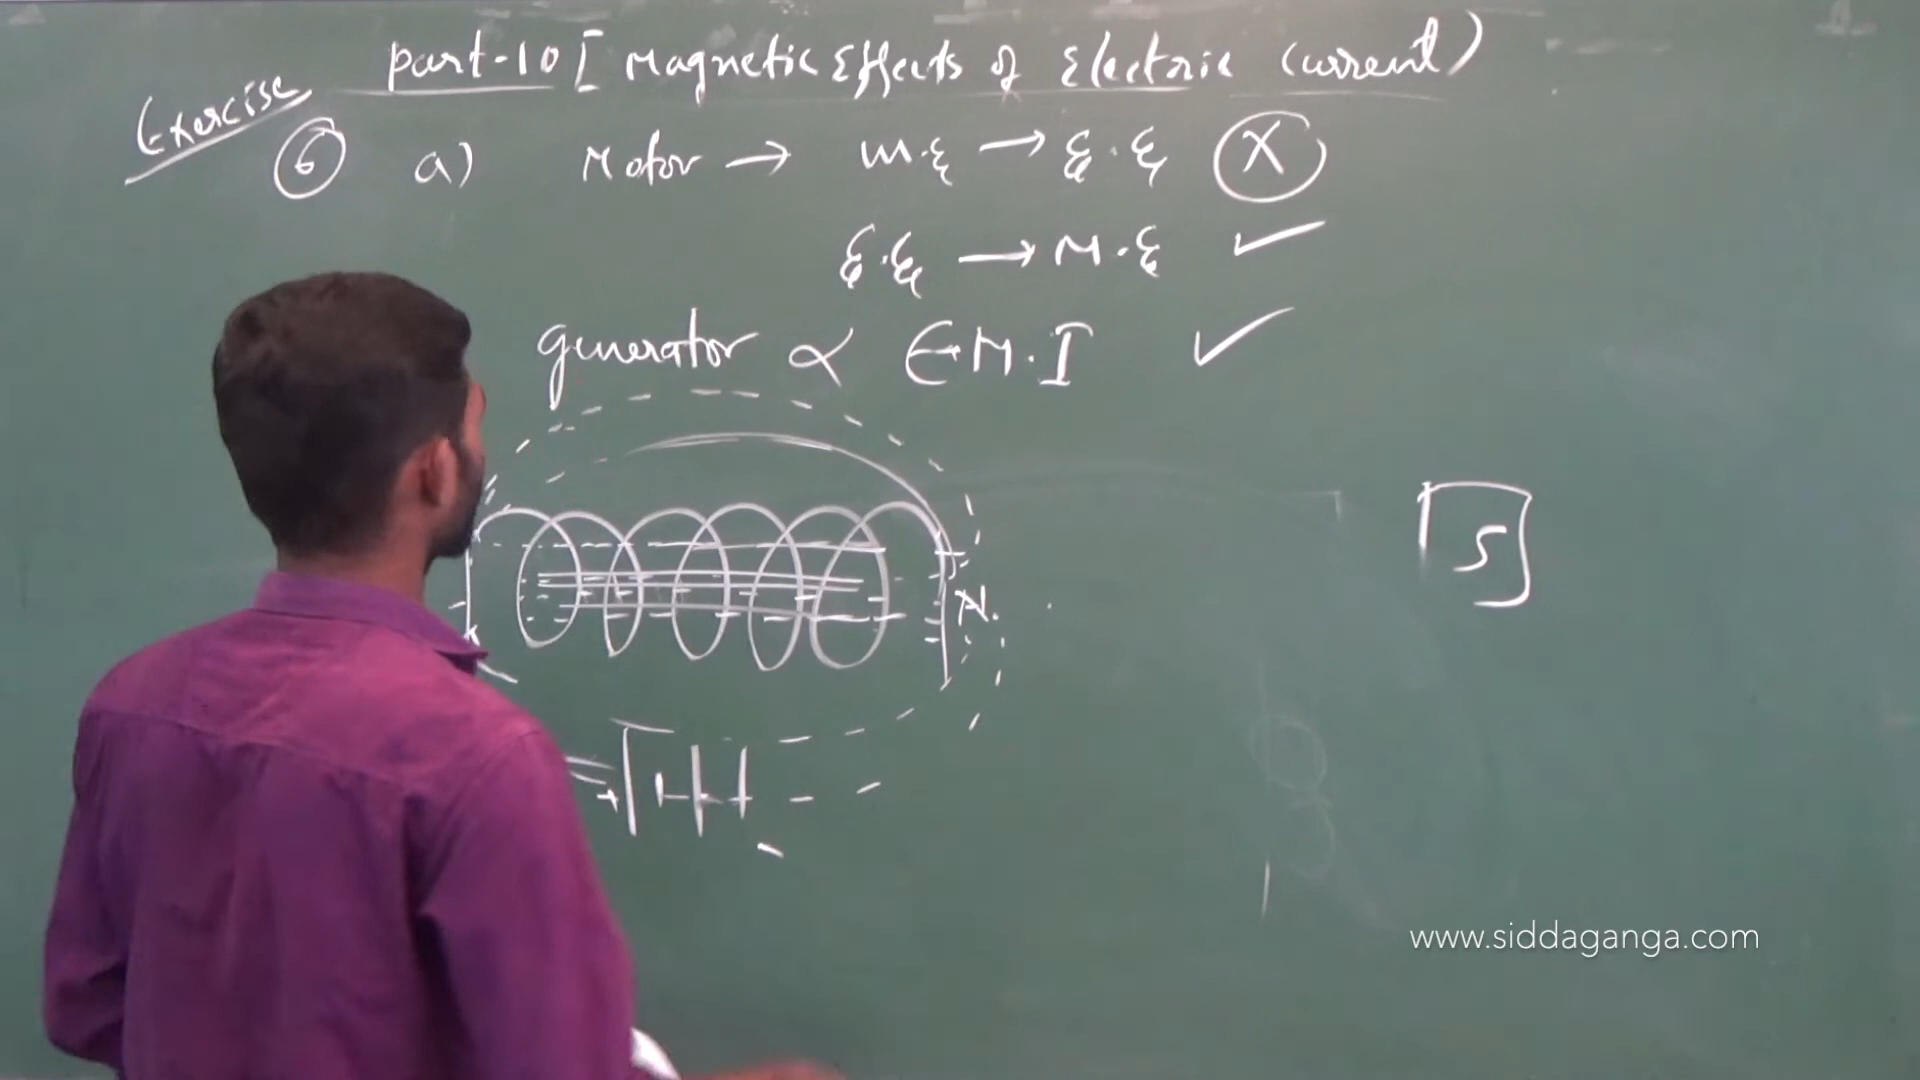 part-10 [Magnetic Effects of Electric Current)
Exercise
6 a) Motor → M.E → E.E X
E.E → M.E ✓
generator ∝ E.M.I ✓
N.
S
www.siddaganga.com